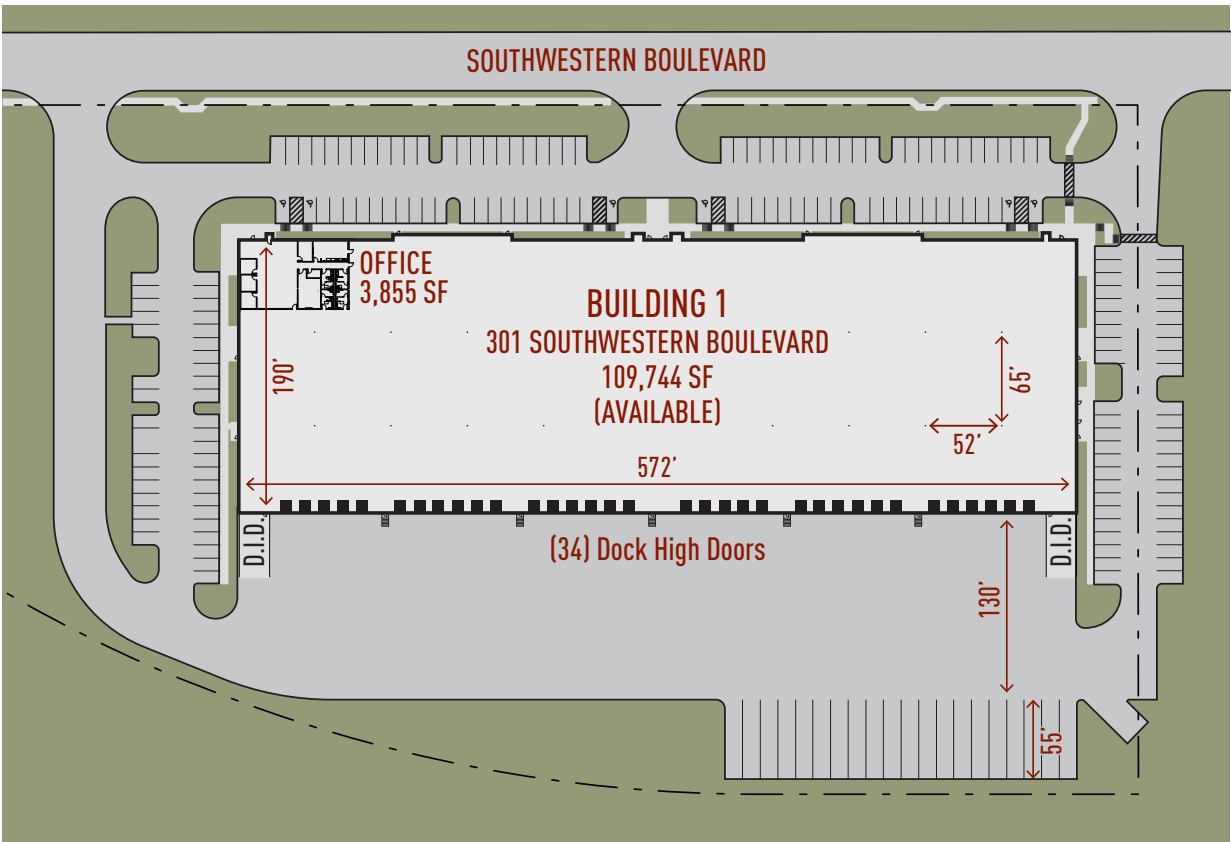 SOUTHWESTERN BOULEVARD
OFFICE
3,855 SF
BUILDING 1
301 SOUTHWESTERN BOULEVARD
109,744 SF
(AVAILABLE)
190’
65’
52’
572’
D.I.D.
(34) Dock High Doors
D.I.D.
130’
55’